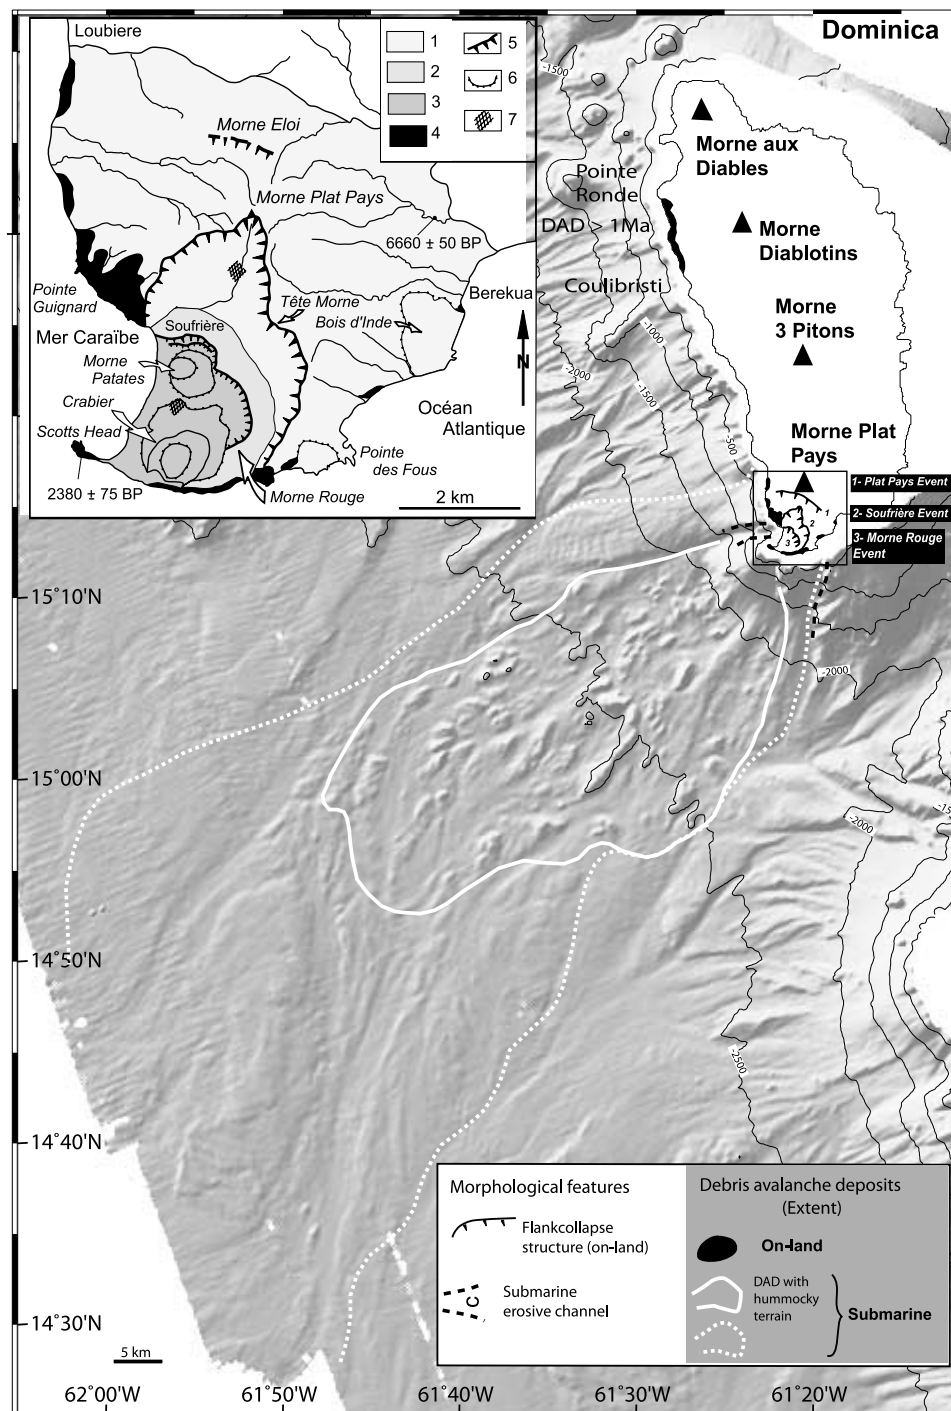 Dominica
Loubiere
Morne Eloi
Morne Plat Pays
6660 ± 50 BP
Pointe
Guignard
Tête Morne
Berekua
Bois d'Inde
Mer Caraïbe
Soufrière
Morne
Patates
Crabier
Scotts Head
Océan
Atlantique
Pointe
des Fous
2380 ± 75 BP
Morne Rouge
2 km
N
1
2
3
4
5
6
7
-1500
Morne aux
Diables
Pointe
Ronde
DAD > 1Ma
Morne
Diablotins
Coulibristi
Morne
3 Pitons
-1000
-2000
-1500
-500
Morne Plat
Pays
1- Plat Pays Event
2- Soufrière Event
3- Morne Rouge
Event
1
2
3
-2000
-2000
-2500
15°10'N
15°00'N
14°50'N
14°40'N
14°30'N
5 km
62°00'W
61°50'W
61°40'W
61°30'W
61°20'W
Morphological features
Flankcollapse
structure (on-land)
C
Submarine
erosive channel
Debris avalanche deposits
(Extent)
On-land
DAD with
hummocky
terrain
Submarine